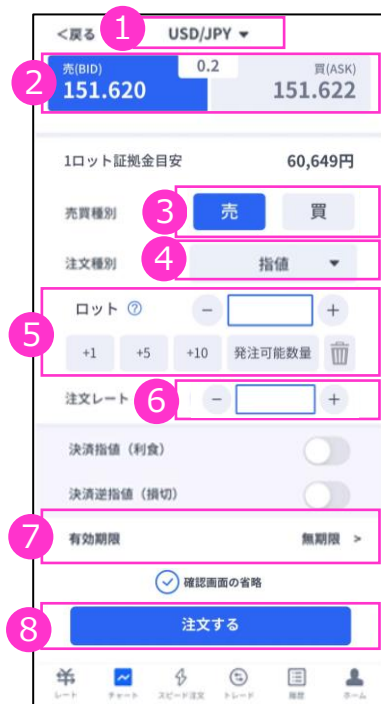 <戻る 1 USD/JPY ▼
2 売(BID) 0.2 買(ASK)
151.620 151.622
1ロット証拠金目安 60,649円
売買種別 3 売 買
注文種別 4 指値 ▼
5 ロット ? − +
+1 +5 +10 発注可能数量
注文レート 6 − +
決済指値（利食）
決済逆指値（損切）
7 有効期限 無期限 >
確認画面の省略
8 注文する
レート チャート スピード注文 トレード 履歴 ホーム